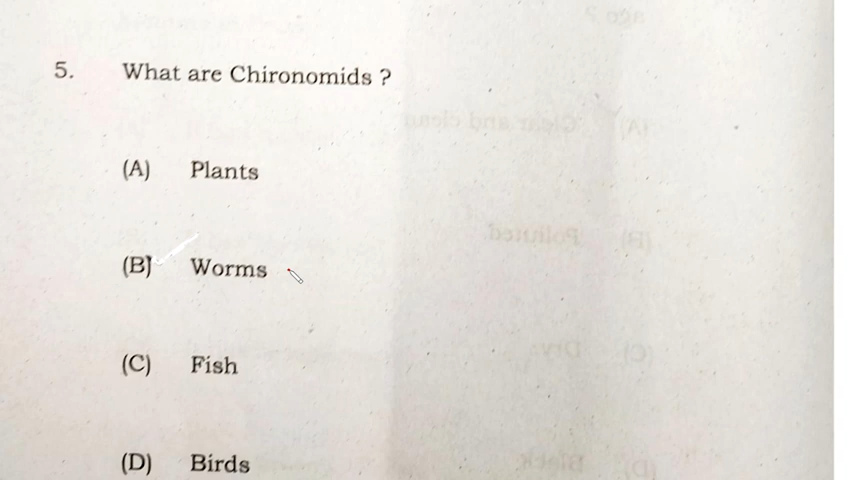 5. What are Chironomids ?
(A) Plants
(B) Worms
(C) Fish
(D) Birds